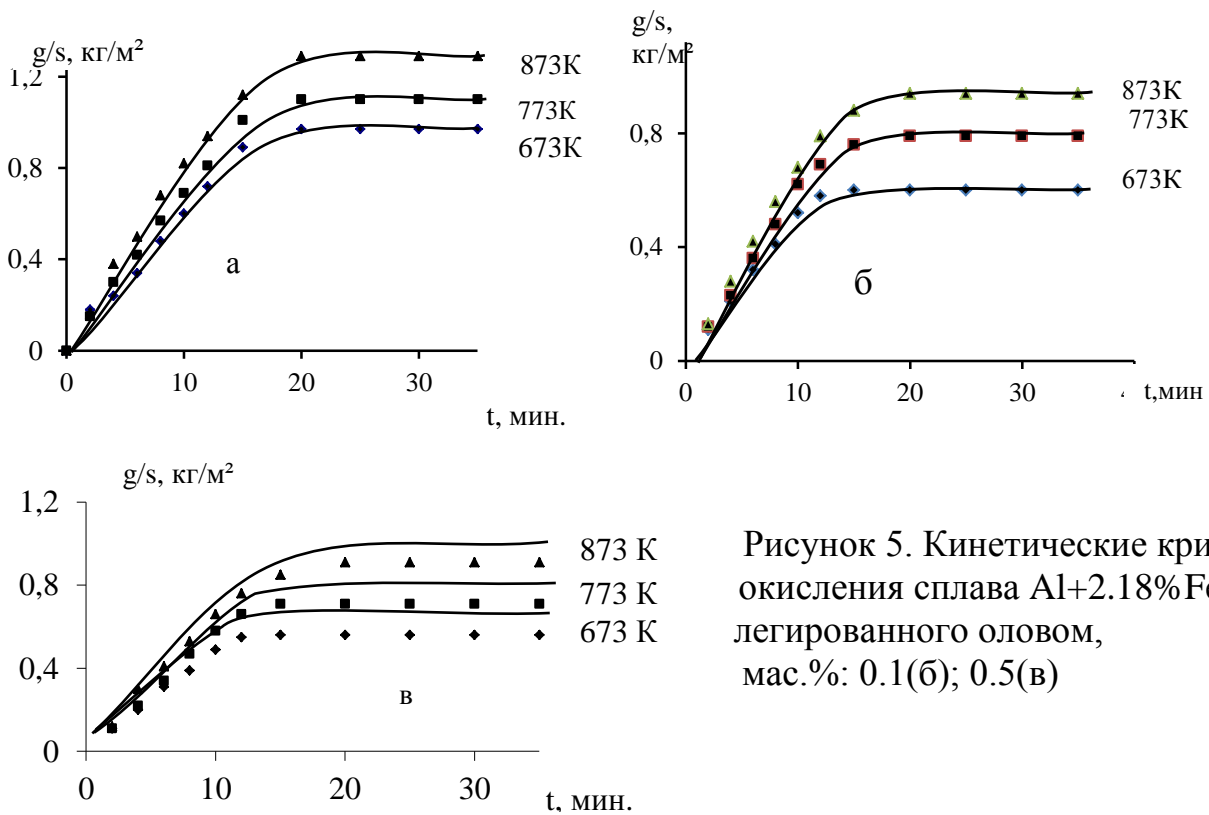 g/s, кг/м²
1,2
0,8
0,4
0
0
10
20
30
t, мин.
873К
773К
673К
а
g/s,
кг/м²
0,8
0,4
0
0
10
20
30
t,мин
873К
773К
673К
б
g/s, кг/м²
1,2
0,8
0,4
0
0
10
20
30
t, мин.
873 К
773 К
673 К
в
Рисунок 5. Кинетические
окисления сплава Al+2.18%
легированного оловом,
мас.%: 0.1(б); 0.5(в)